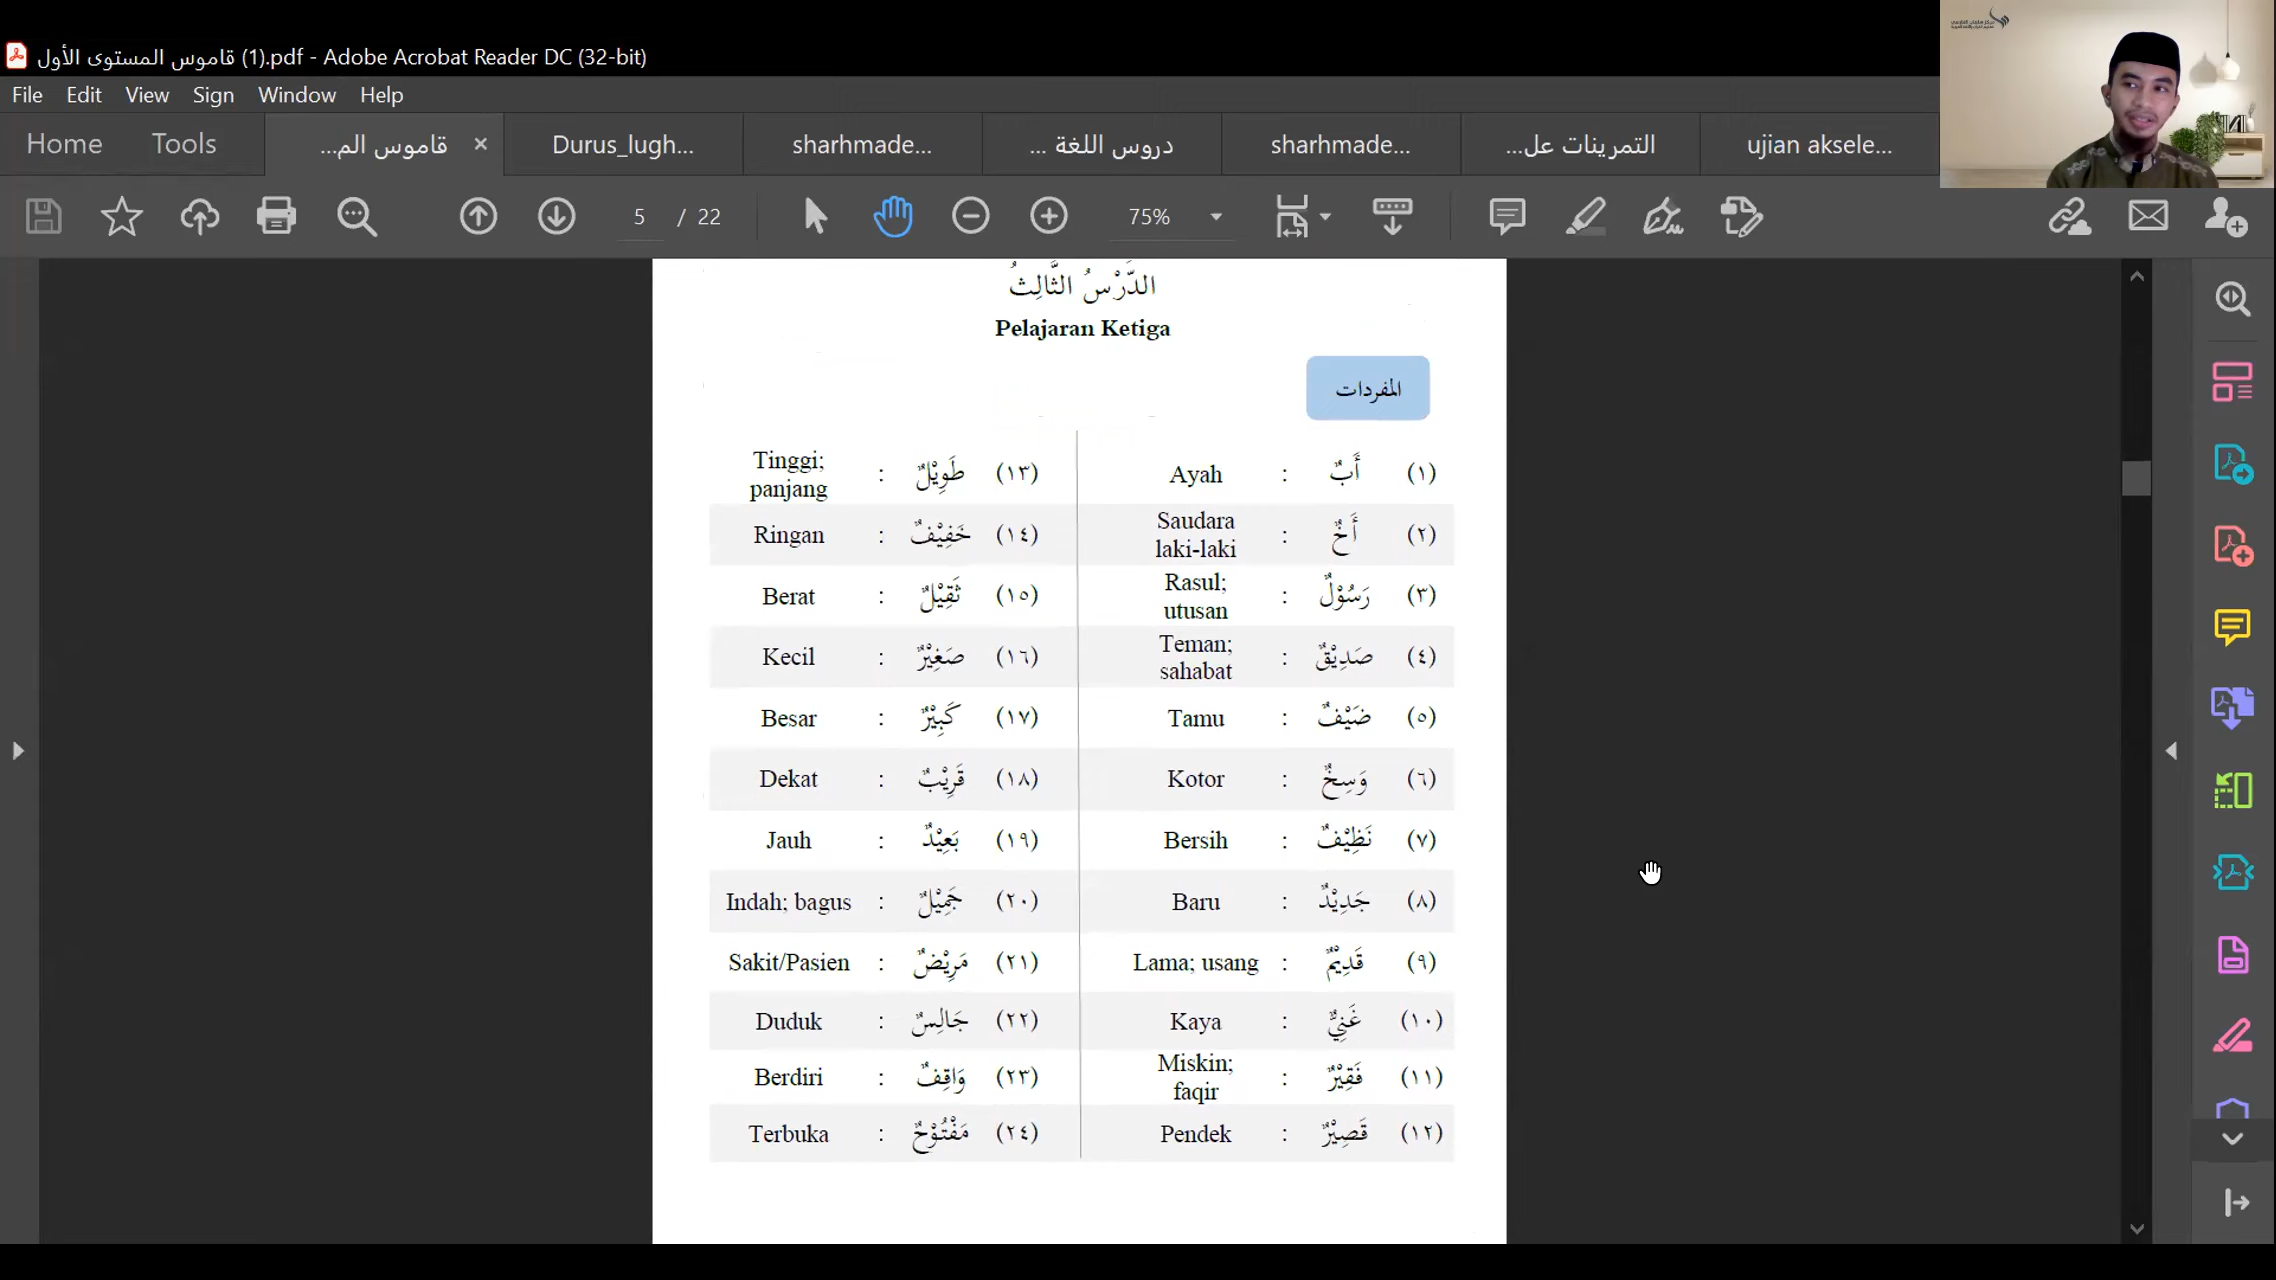 قاموس المستوى الأول (1).pdf - Adobe Acrobat Reader DC (32-bit)
File Edit View Sign Window Help
Home Tools قاموس الم... × Durus_lugh... sharhmade... دروس اللغة ... sharhmade... التمرينات عل... ujian aksele...
5 / 22 75%
الدَّرْسُ الثَّالِثُ
Pelajaran Ketiga
المفردات
(١) أَبٌ : Ayah
(٢) أَخٌ : Saudara
laki-laki
(٣) رَسُوْلٌ : Rasul;
utusan
(٤) صَدِيْقٌ : Teman;
sahabat
(٥) ضَيْفٌ : Tamu
(٦) وَسِخٌ : Kotor
(٧) نَظِيْفٌ : Bersih
(٨) جَدِيْدٌ : Baru
(٩) قَدِيْمٌ : Lama; usang
(١٠) غَنِيٌّ : Kaya
(١١) فَقِيْرٌ : Miskin;
faqir
(١٢) قَصِيْرٌ : Pendek
(١٣) طَوِيْلٌ : Tinggi;
panjang
(١٤) خَفِيْفٌ : Ringan
(١٥) ثَقِيْلٌ : Berat
(١٦) صَغِيْرٌ : Kecil
(١٧) كَبِيْرٌ : Besar
(١٨) قَرِيْبٌ : Dekat
(١٩) بَعِيْدٌ : Jauh
(٢٠) جَمِيْلٌ : Indah; bagus
(٢١) مَرِيْضٌ : Sakit/Pasien
(٢٢) جَالِسٌ : Duduk
(٢٣) وَاقِفٌ : Berdiri
(٢٤) مَفْتُوْحٌ : Terbuka